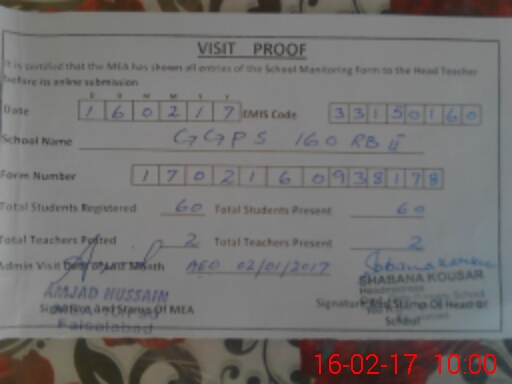 VISIT PROOF
It is certified that the MEA has shewn all entries of the School Monitoring Form to the Head Teacher
before its online submission
D D M M Y Y
Date 1 6 0 2 1 7 EMIS Code 3 3 1 5 0 1 6 0
School Name GGPS 160 RB II
Form Number 1 7 0 2 1 6 0 9 3 8 1 7 8
Total Students Registered 60 Total Students Present 60
Total Teachers Posted 2 Total Teachers Present 2
Admin Visit Date of Last Month AEO 02/01/2017
SHABANA KOUSAR
Headmistress
AMJAD HUSSAIN
Signature and Stamp Of MEA Signature And Stamp Of Head Of
School
Faisalabad
16-02-17 10:00